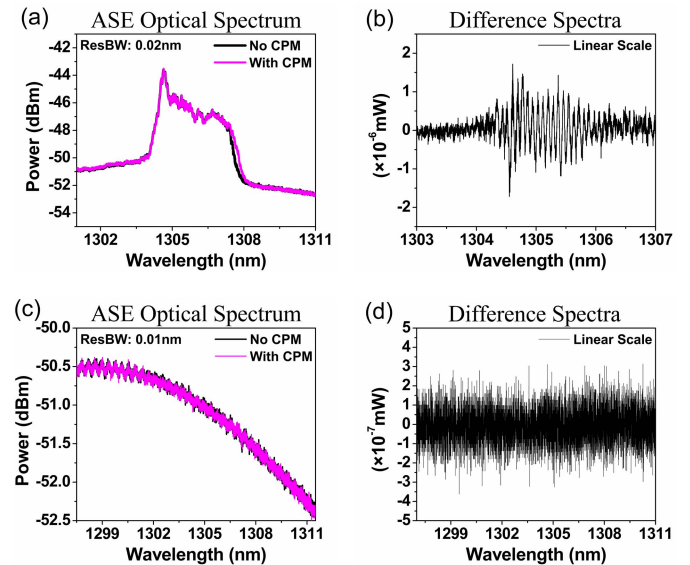 (a) ASE Optical Spectrum
ResBW: 0.02nm
No CPM
With CPM
-42
-44
-46
-48
-50
-52
-54
Power (dBm)
1302 1305 1308 1311
Wavelength (nm)
(b) Difference Spectra
Linear Scale
2
1
0
-1
-2
(×10⁻⁶ mW)
1303 1304 1305 1306 1307
Wavelength (nm)
(c) ASE Optical Spectrum
ResBW: 0.01nm
No CPM
With CPM
-50.0
-50.5
-51.0
-51.5
-52.0
-52.5
Power (dBm)
1299 1302 1305 1308 1311
Wavelength (nm)
(d) Difference Spectra
Linear Scale
5
4
3
2
1
0
-1
-2
-3
-4
-5
(×10⁻⁷ mW)
1299 1302 1305 1308 1311
Wavelength (nm)